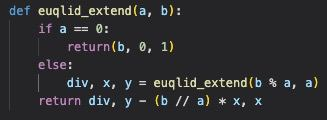 def euqlid_extend(a, b):
    if a == 0:
        return(b, 0, 1)
    else:
        div, x, y = euqlid_extend(b % a, a)
    return div, y - (b // a) * x, x